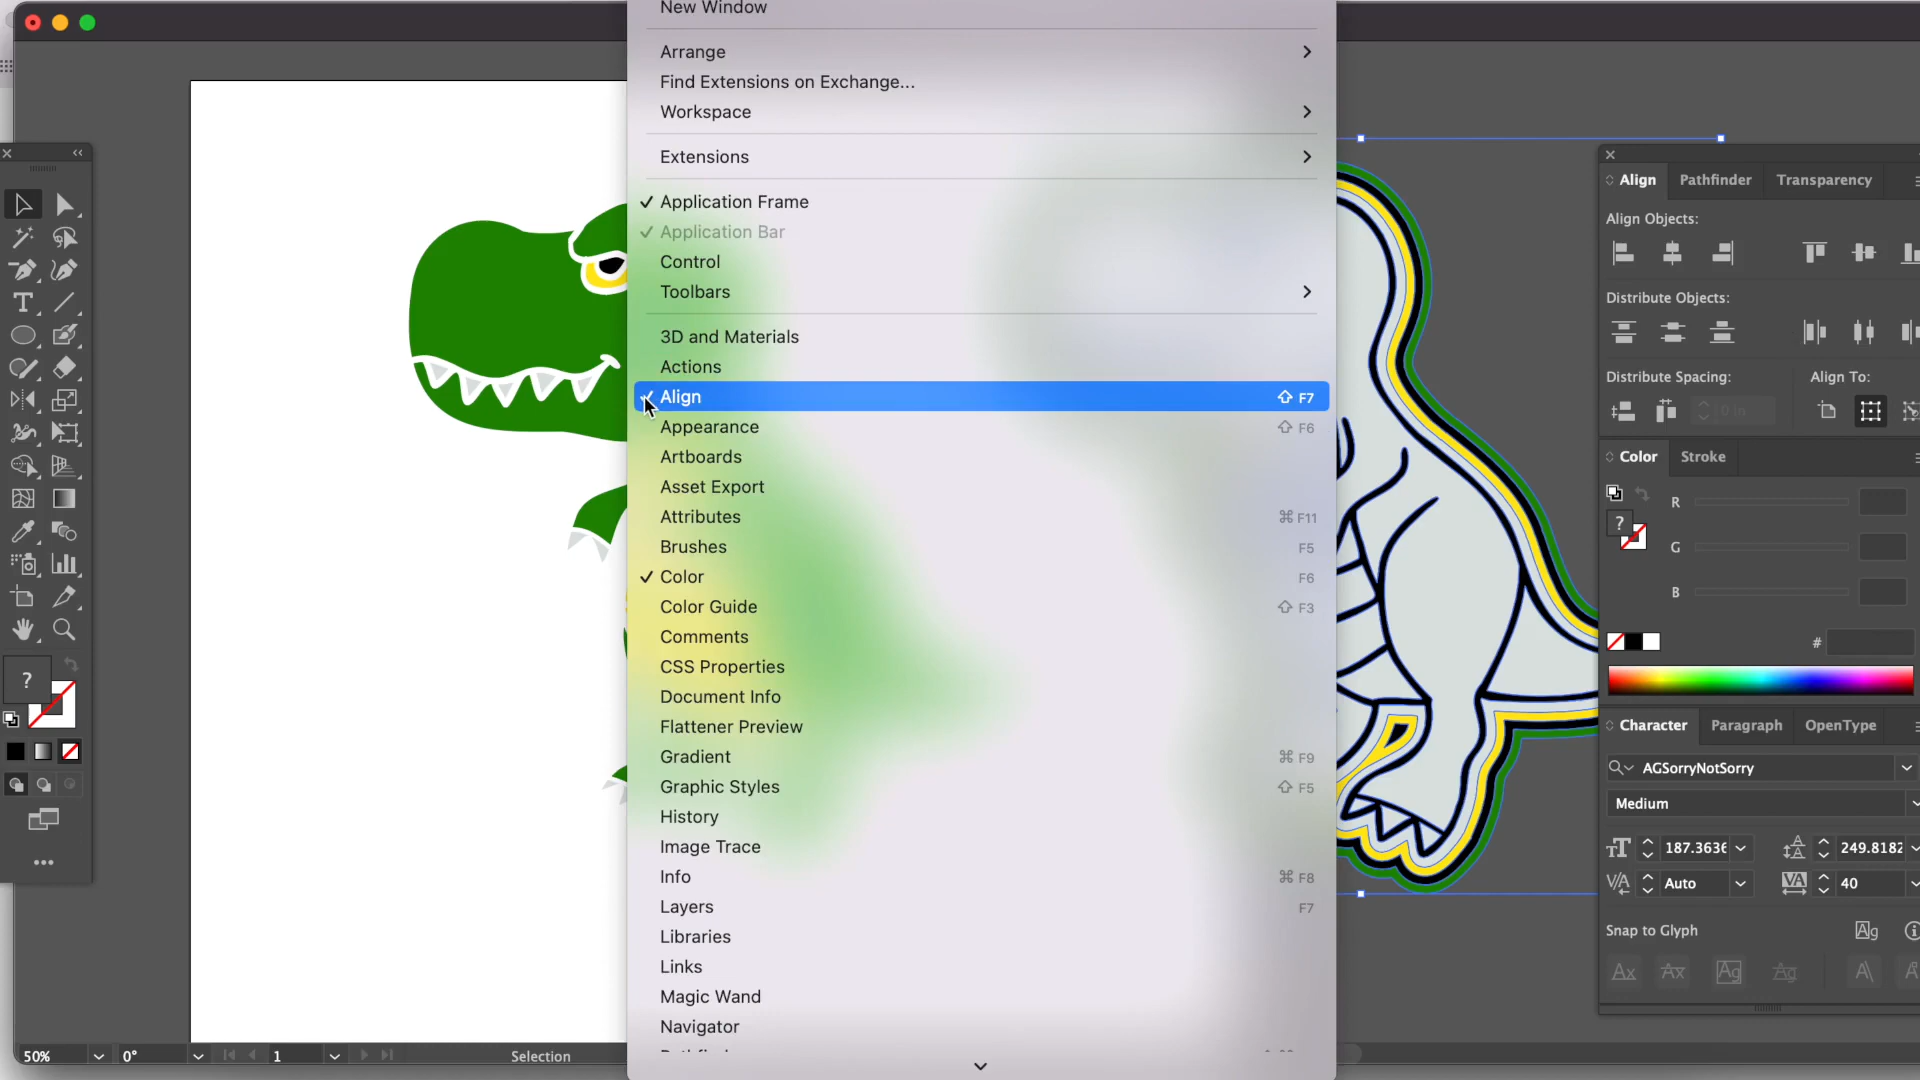 New Window
Arrange
Find Extensions on Exchange...
Workspace
Extensions
Application Frame
Application Bar
Control
Toolbars
3D and Materials
Actions
Align ⇧ F7
Appearance ⇧ F6
Artboards
Asset Export
Attributes ⌘ F11
Brushes F5
Color F6
Color Guide ⇧ F3
Comments
CSS Properties
Document Info
Flattener Preview
Gradient ⌘ F9
Graphic Styles ⇧ F5
History
Image Trace
Info ⌘ F8
Layers F7
Libraries
Links
Magic Wand
Navigator
?
50% 0° 1 Selection
Align Pathfinder Transparency
Align Objects:
Distribute Objects:
Distribute Spacing: Align To:
0 in
Color Stroke
?
R
G
B
#
Character Paragraph OpenType
AGSorryNotSorry
Medium
187.3636 249.8182
Auto 40
Snap to Glyph